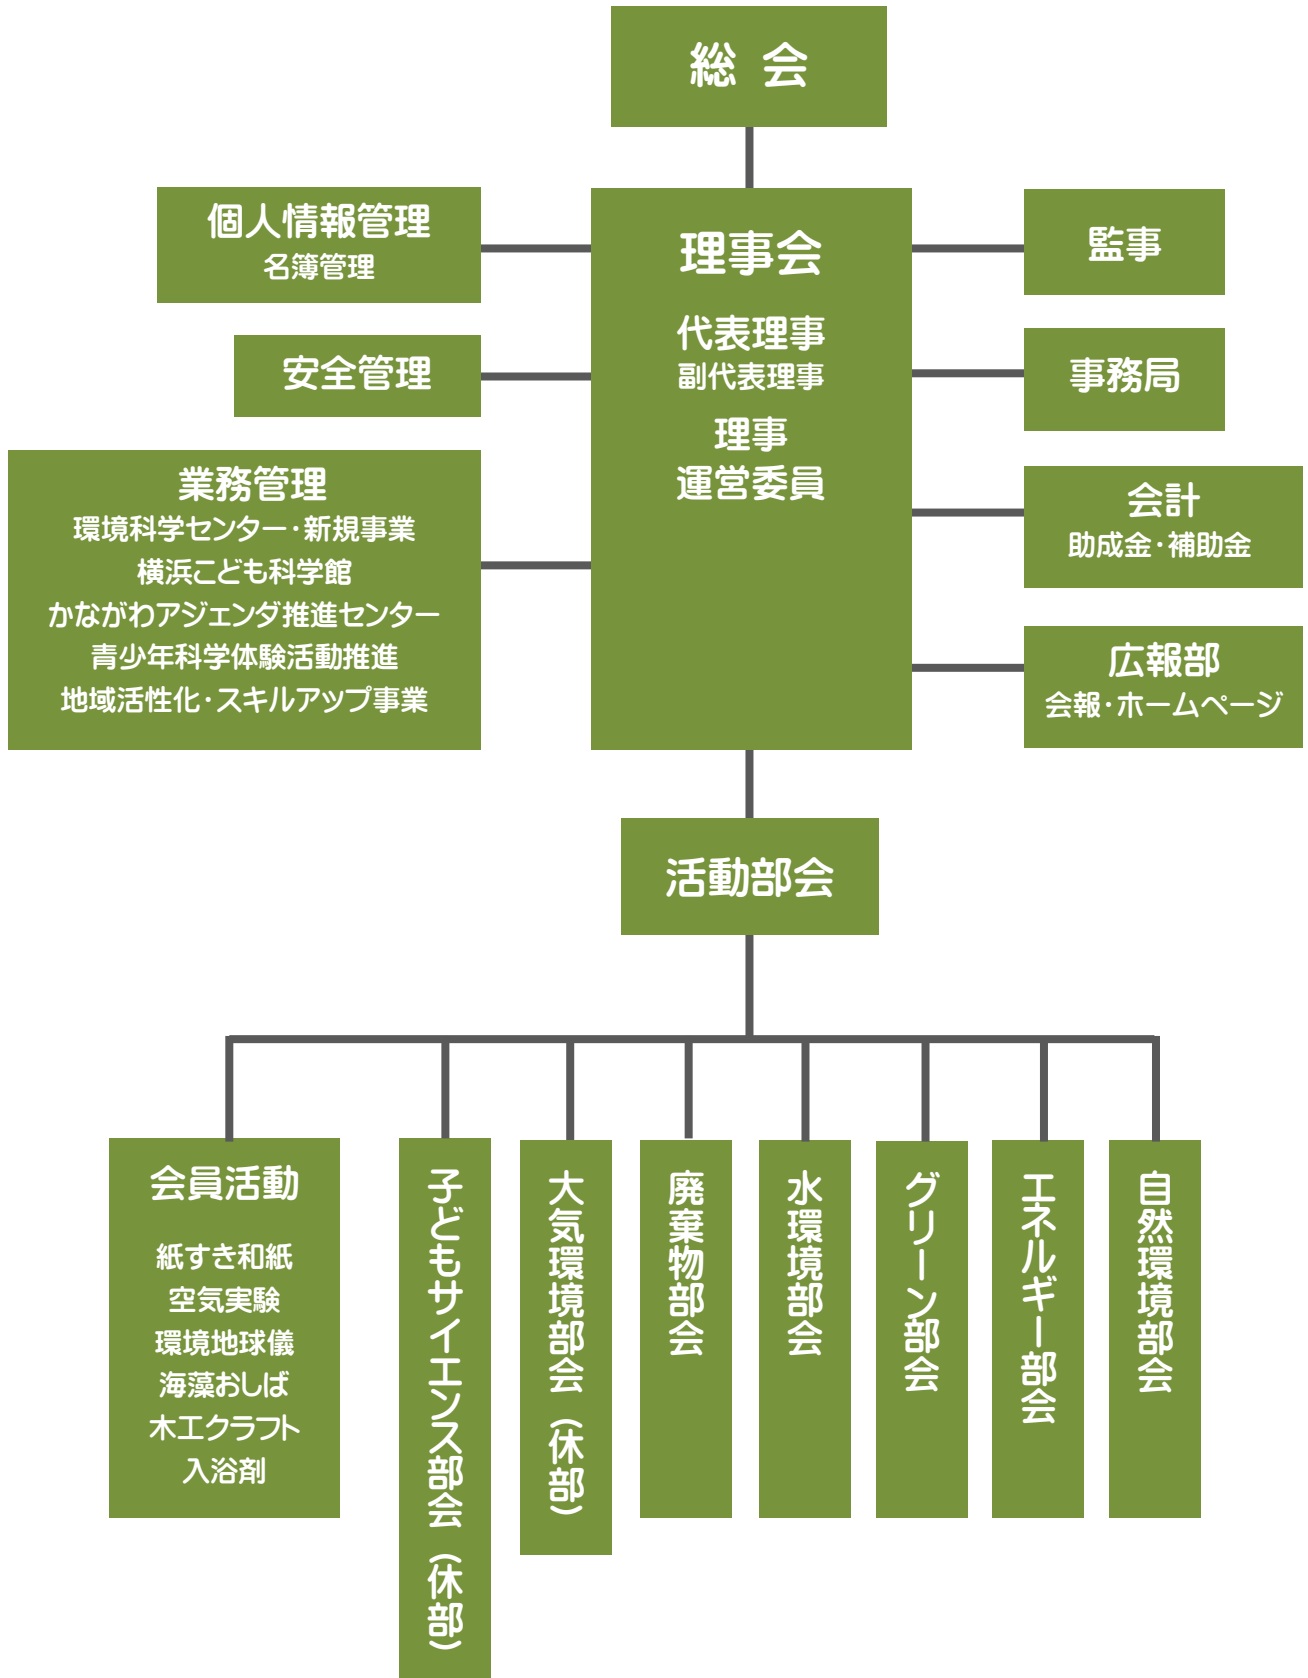 総 会
個人情報管理
名簿管理
安全管理
業務管理
環境科学センター・新規事業
横浜こども科学館
かながわアジェンダ推進センター
青少年科学体験活動推進
地域活性化・スキルアップ事業
理事会
代表理事
副代表理事
理事
運営委員
監事
事務局
会計
助成金・補助金
広報部
会報・ホームページ
活動部会
会員活動
紙すき和紙
空気実験
環境地球儀
海藻おしば
木工クラフト
入浴剤
子どもサイエンス部会（休部）
大気環境部会（休部）
廃棄物部会
水環境部会
グリーン部会
エネルギー部会
自然環境部会